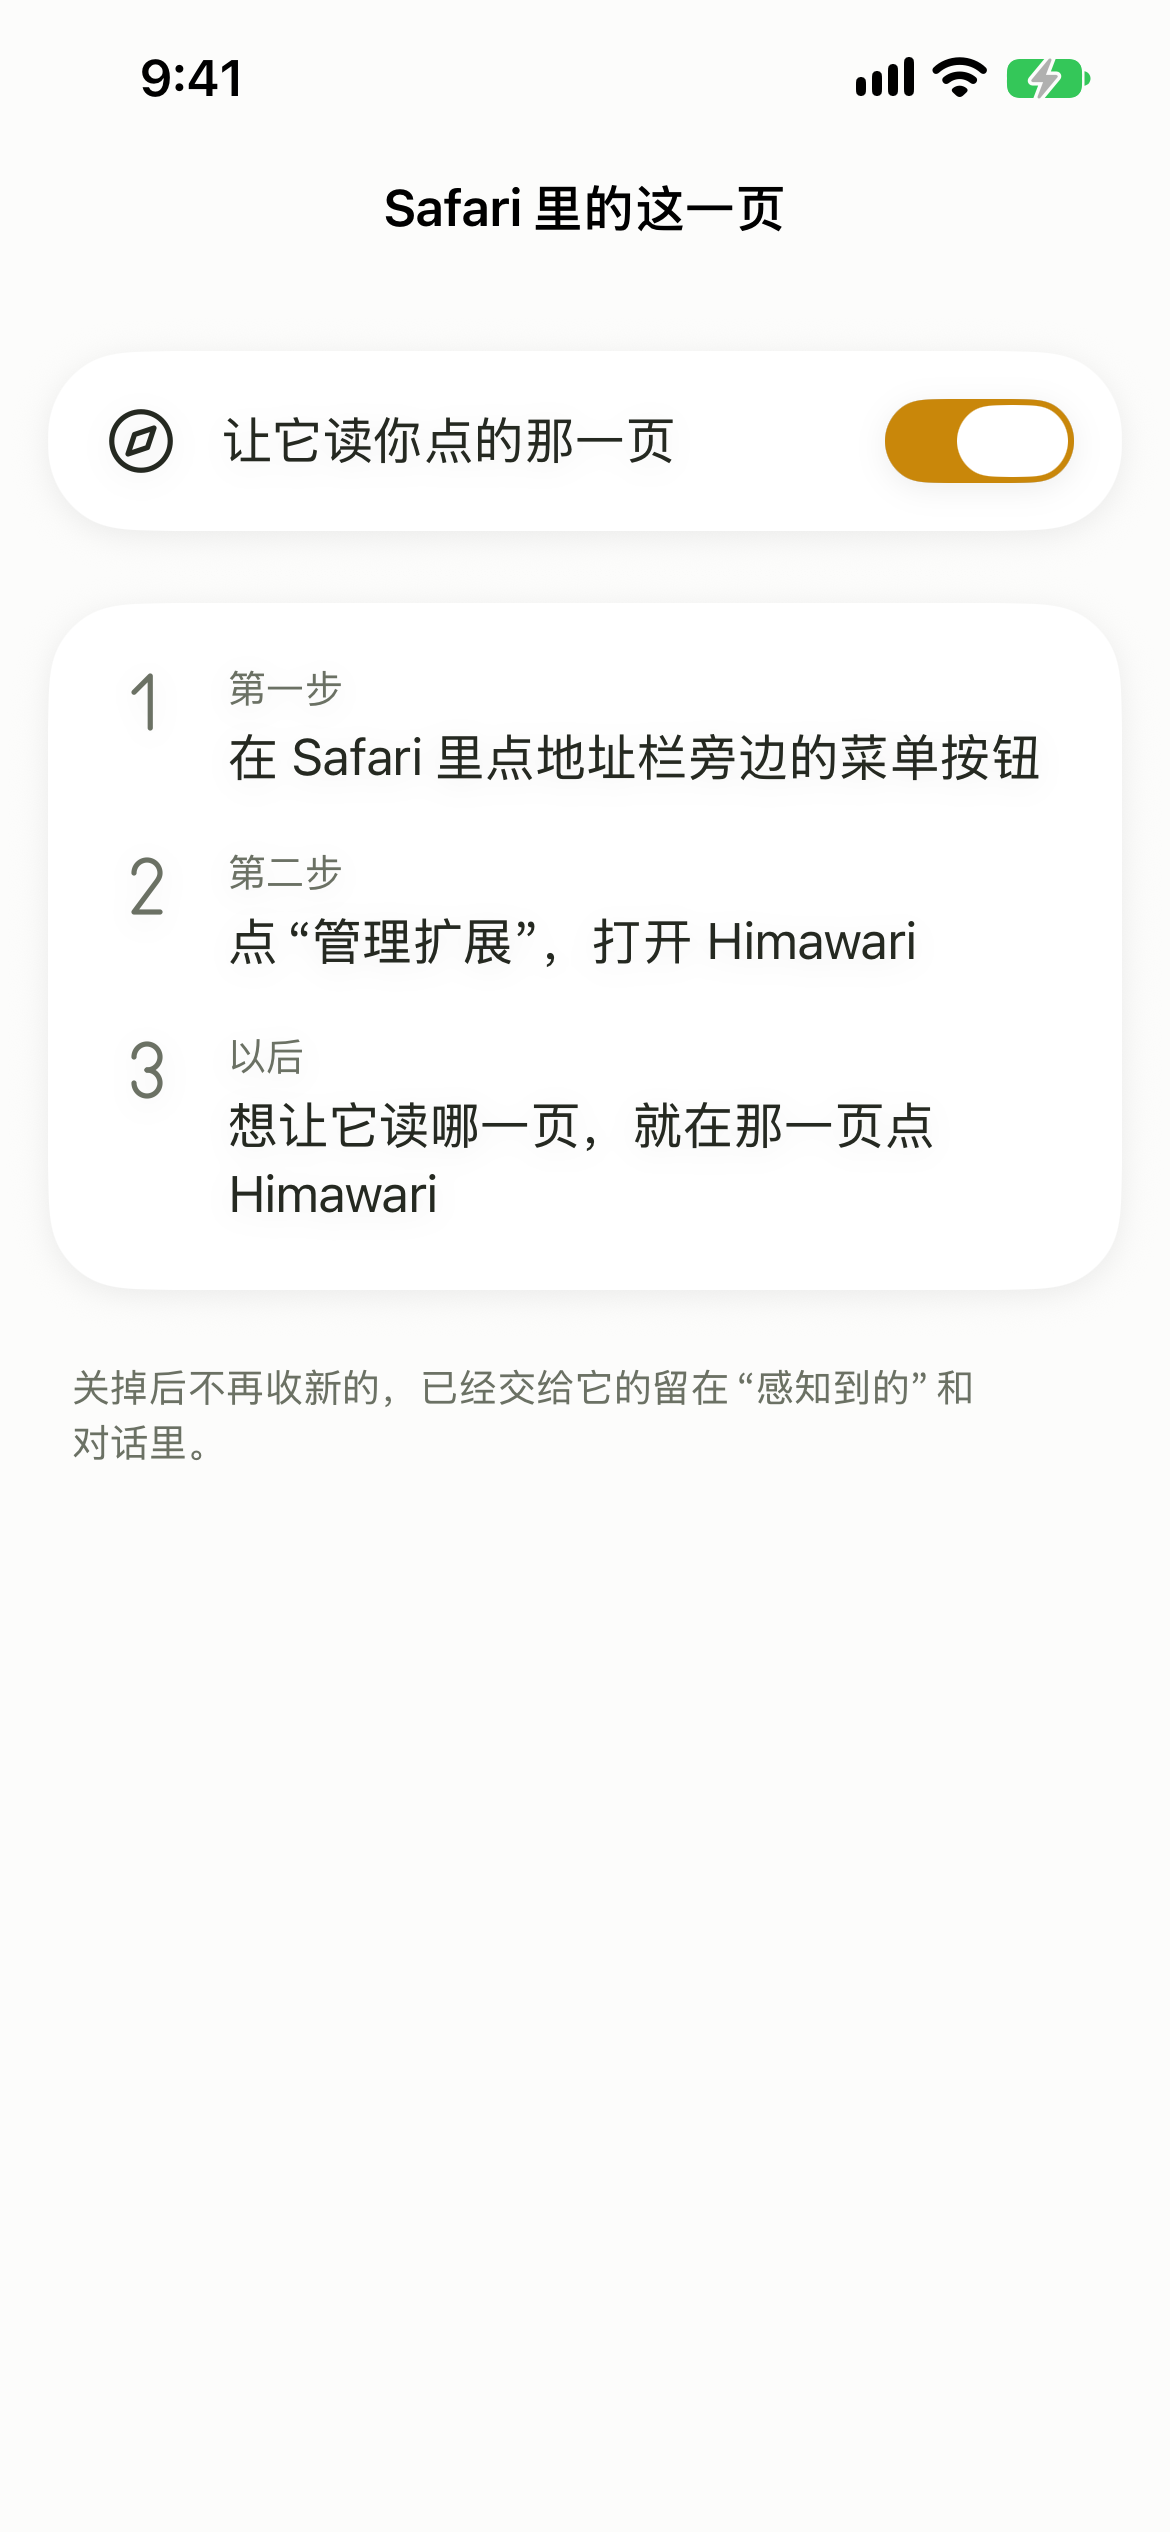 9:41
Safari 里的这一页
让它读你点的那一页
1
第一步
在 Safari 里点地址栏旁边的菜单按钮
2
第二步
点 “管理扩展”，打开 Himawari
3
以后
想让它读哪一页，就在那一页点
Himawari
关掉后不再收新的，已经交给它的留在 “感知到的” 和
对话里。